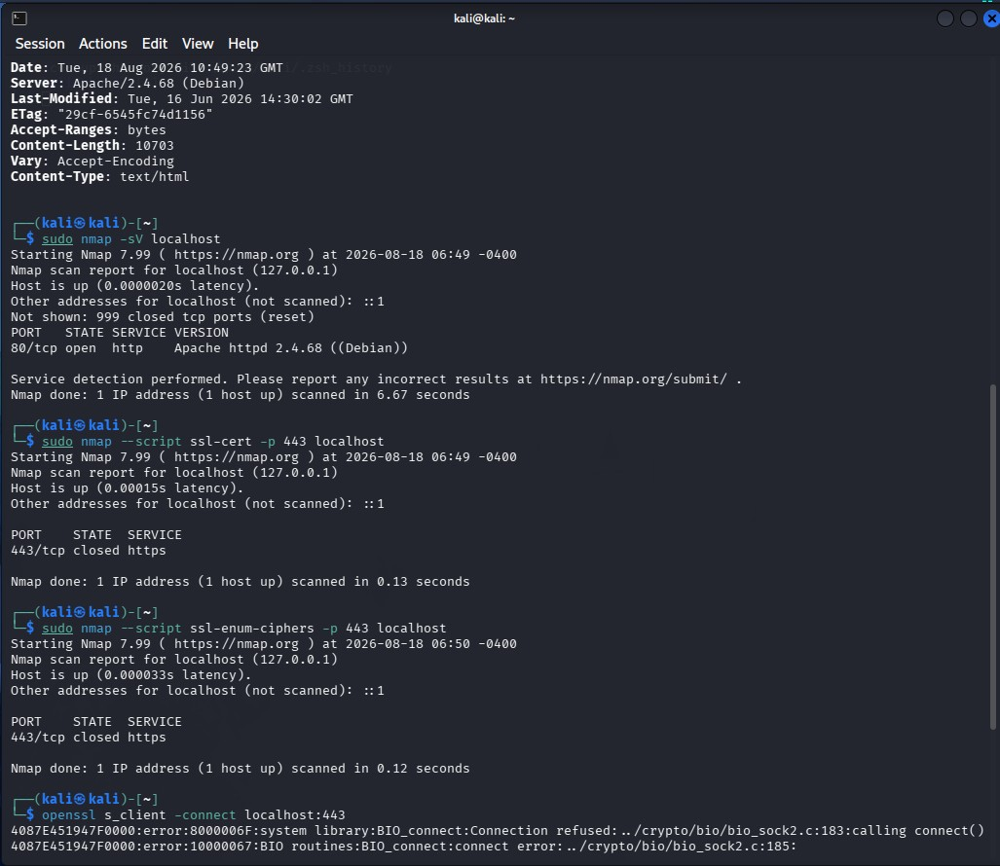 kali@kali: ~
Session Actions Edit View Help
Date: Tue, 18 Aug 2026 10:49:23 GMT
Server: Apache/2.4.68 (Debian)
Last-Modified: Tue, 16 Jun 2026 14:30:02 GMT
ETag: "29cf-6545fc74d1156"
Accept-Ranges: bytes
Content-Length: 10703
Vary: Accept-Encoding
Content-Type: text/html
┌──(kali㉿kali)-[~]
└─$ sudo nmap -sV localhost
Starting Nmap 7.99 ( https://nmap.org ) at 2026-08-18 06:49 -0400
Nmap scan report for localhost (127.0.0.1)
Host is up (0.0000020s latency).
Other addresses for localhost (not scanned): ::1
Not shown: 999 closed tcp ports (reset)
PORT   STATE SERVICE VERSION
80/tcp open  http    Apache httpd 2.4.68 ((Debian))
Service detection performed. Please report any incorrect results at https://nmap.org/submit/ .
Nmap done: 1 IP address (1 host up) scanned in 6.67 seconds
┌──(kali㉿kali)-[~]
└─$ sudo nmap --script ssl-cert -p 443 localhost
Starting Nmap 7.99 ( https://nmap.org ) at 2026-08-18 06:49 -0400
Nmap scan report for localhost (127.0.0.1)
Host is up (0.00015s latency).
Other addresses for localhost (not scanned): ::1
PORT    STATE  SERVICE
443/tcp closed https
Nmap done: 1 IP address (1 host up) scanned in 0.13 seconds
┌──(kali㉿kali)-[~]
└─$ sudo nmap --script ssl-enum-ciphers -p 443 localhost
Starting Nmap 7.99 ( https://nmap.org ) at 2026-08-18 06:50 -0400
Nmap scan report for localhost (127.0.0.1)
Host is up (0.000033s latency).
Other addresses for localhost (not scanned): ::1
PORT    STATE  SERVICE
443/tcp closed https
Nmap done: 1 IP address (1 host up) scanned in 0.12 seconds
┌──(kali㉿kali)-[~]
└─$ openssl s_client -connect localhost:443
4087E451947F0000:error:8000006F:system library:BIO_connect:Connection refused:../crypto/bio/bio_sock2.c:183:calling connect()
4087E451947F0000:error:10000067:BIO routines:BIO_connect:connect error:../crypto/bio/bio_sock2.c:185: